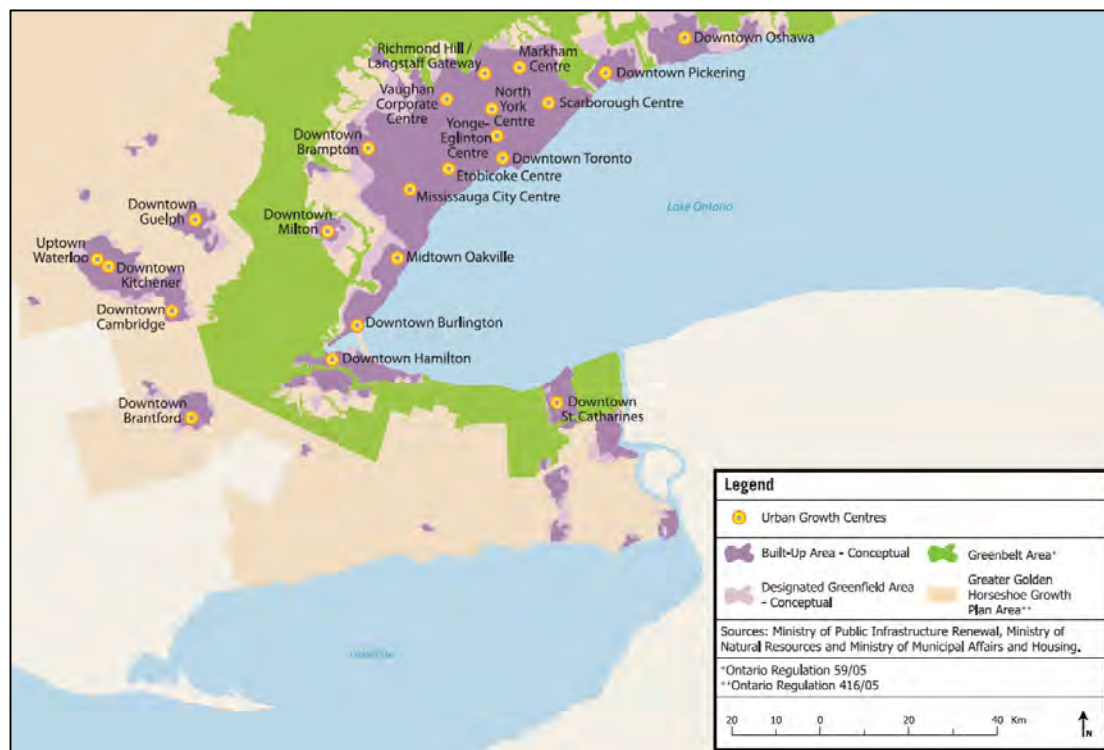 Downtown Oshawa
Richmond Hill /
Langstaff Gateway
Markham
Centre
Downtown Pickering
Vaughan
Corporate
Centre
North
York
Centre
Scarborough Centre
Yonge-
Eglinton
Centre
Downtown
Brampton
Downtown Toronto
Etobicoke Centre
Mississauga City Centre
Lake Ontario
Downtown
Guelph
Downtown
Milton
Uptown
Waterloo
Downtown
Kitchener
Midtown Oakville
Downtown
Cambridge
Downtown Burlington
Downtown Hamilton
Downtown
Brantford
Downtown
St. Catharines
Lake Erie
Legend
Urban Growth Centres
Built-Up Area - Conceptual
Greenbelt Area*
Designated Greenfield Area
- Conceptual
Greater Golden
Horseshoe Growth
Plan Area**
Sources: Ministry of Public Infrastructure Renewal, Ministry of
Natural Resources and Ministry of Municipal Affairs and Housing.
*Ontario Regulation 59/05
**Ontario Regulation 416/05
20 10 0 20 40 Km
N